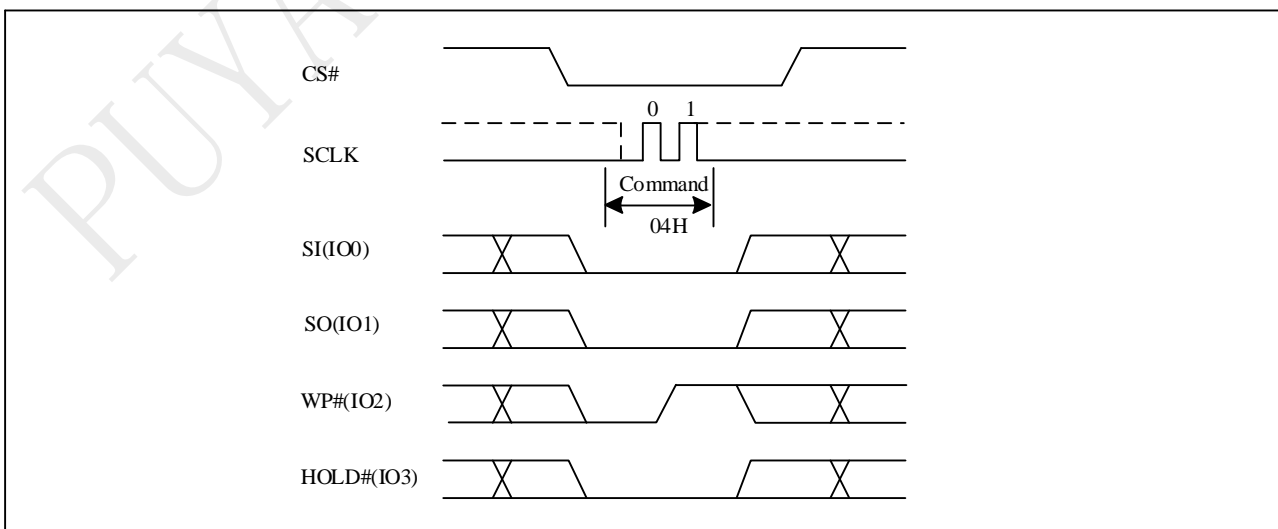 PUYA
CS#
0 1
SCLK
Command
04H
SI(IO0)
SO(IO1)
WP#(IO2)
HOLD#(IO3)